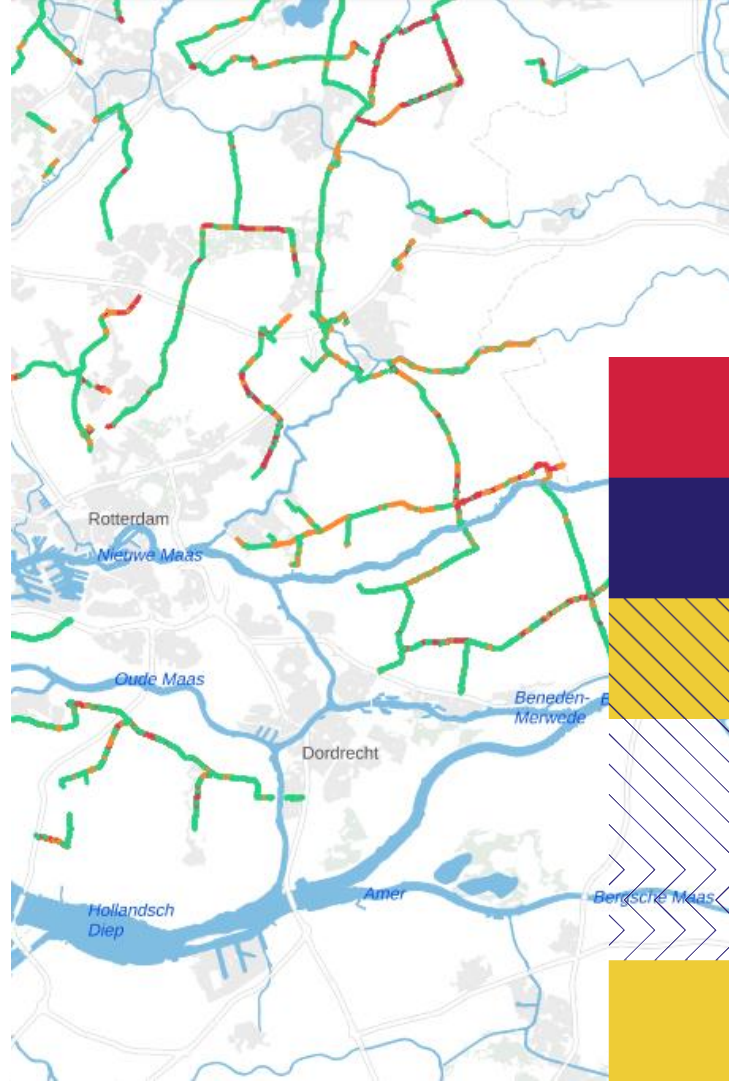 Rotterdam
Nieuwe Maas
Oude Maas
Beneden-
Merwede
Dordrecht
Amer
Bergsche Maas
Hollandsch
Diep